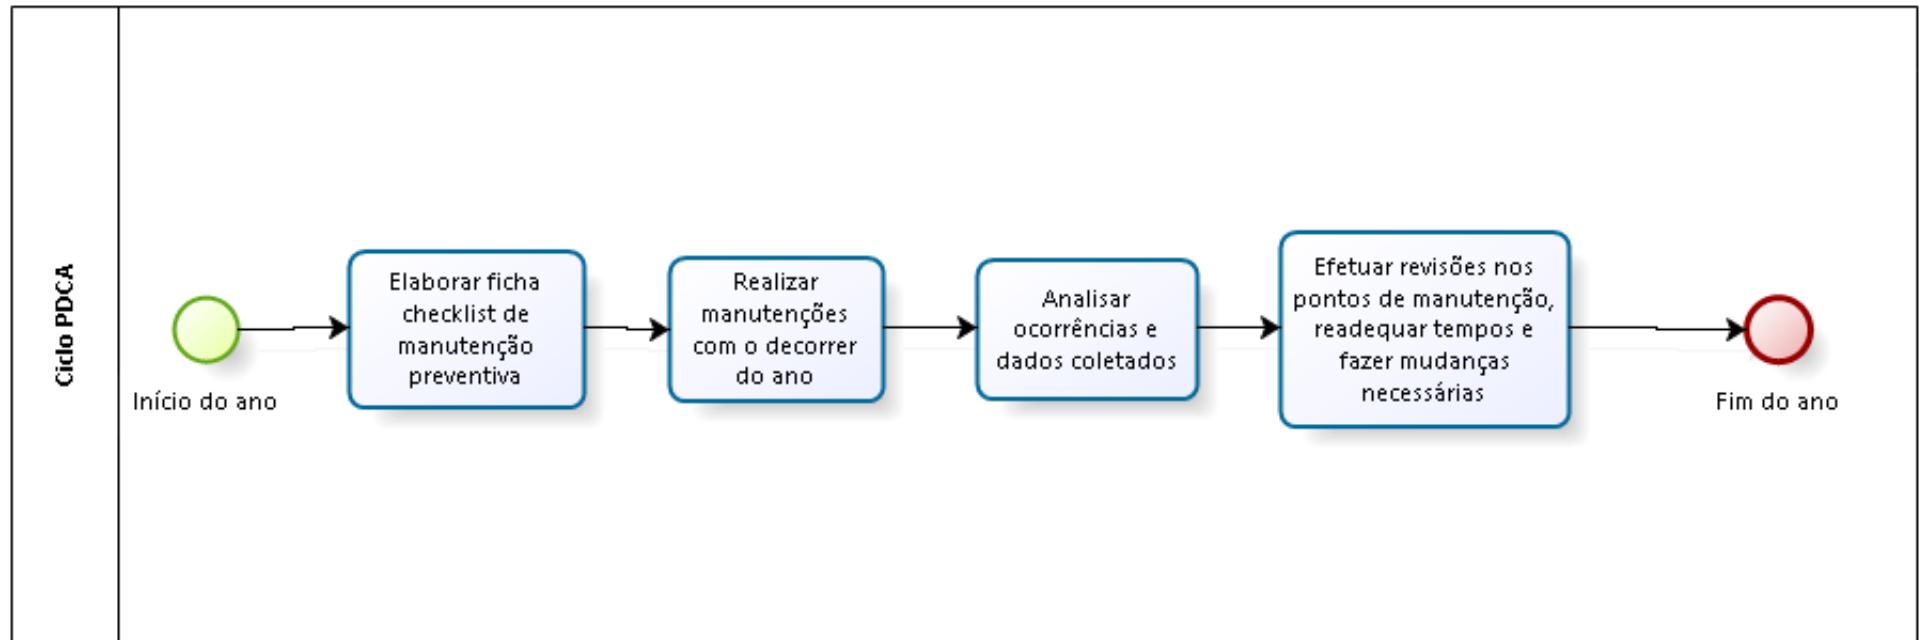 Ciclo PDCA
Início do ano
Elaborar ficha
checklist de
manutenção
preventiva
Realizar
manutenções
com o decorrer
do ano
Analisar
ocorrências e
dados coletados
Efetuar revisões nos
pontos de manutenção,
readequar tempos e
fazer mudanças
necessárias
Fim do ano